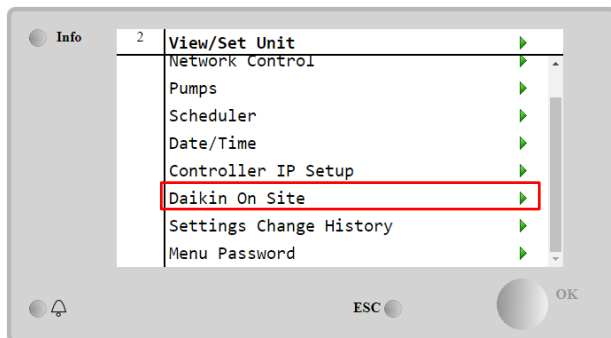 Info
2
View/Set Unit
Network Control
Pumps
Scheduler
Date/Time
Controller IP Setup
Daikin On Site
Settings Change History
Menu Password
ESC
OK